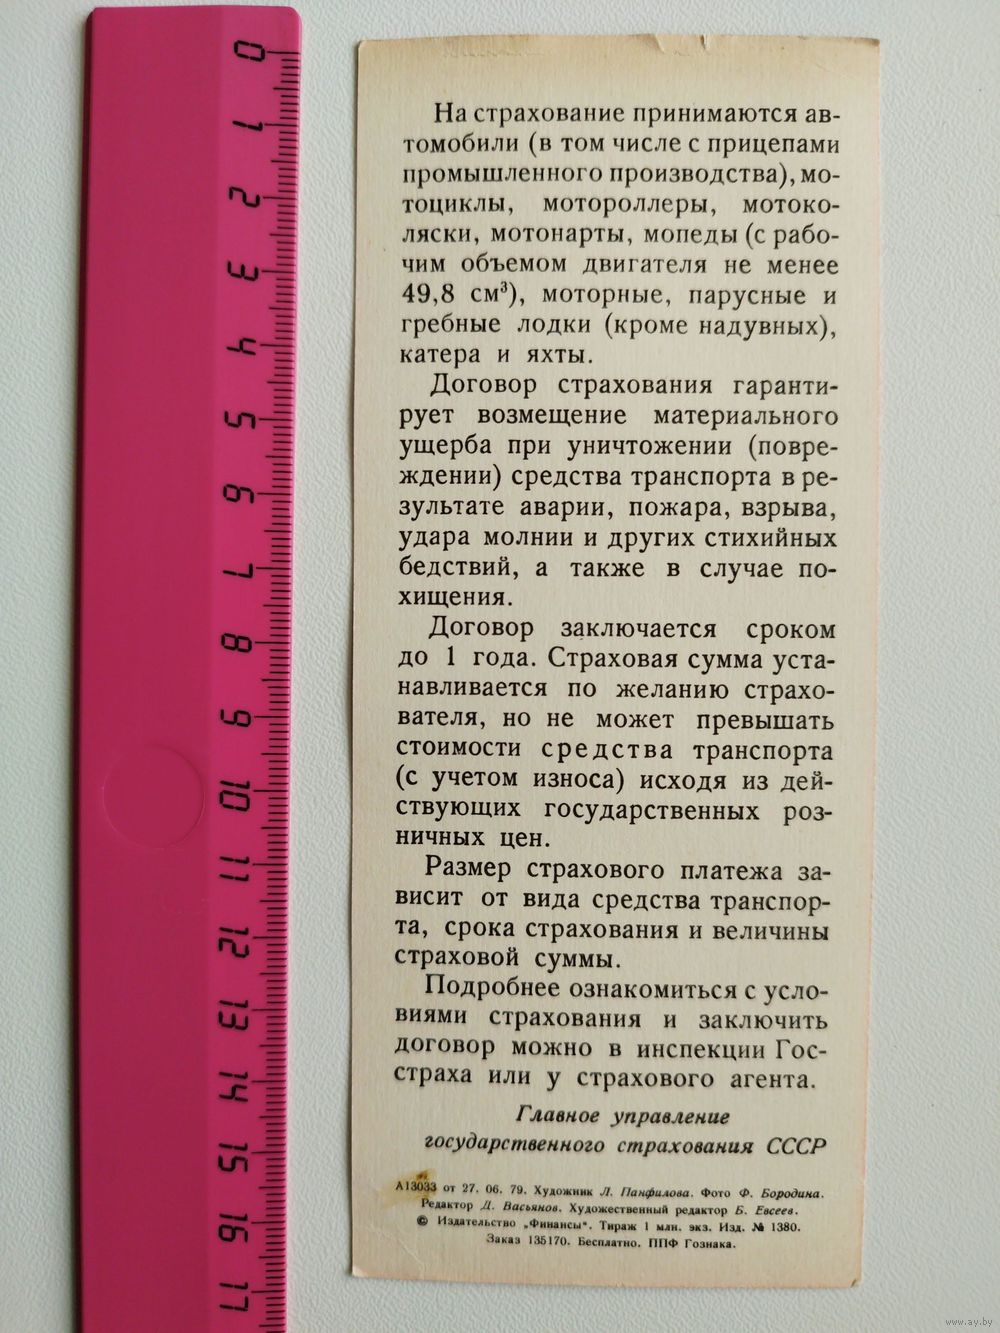 0
1
2
3
4
5
6
7
8
9
10
11
12
13
14
15
16
17
На страхование принимаются ав-
томобили (в том числе с прицепами
промышленного производства), мо-
тоциклы, мотороллеры, мотоко-
ляски, мотонарты, мопеды (с рабо-
чим объемом двигателя не менее
49,8 см³), моторные, парусные и
гребные лодки (кроме надувных),
катера и яхты.
Договор страхования гаранти-
рует возмещение материального
ущерба при уничтожении (повре-
ждении) средства транспорта в ре-
зультате аварии, пожара, взрыва,
удара молнии и других стихийных
бедствий, а также в случае по-
хищения.
Договор заключается сроком
до 1 года. Страховая сумма уста-
навливается по желанию страхо-
вателя, но не может превышать
стоимости средства транспорта
(с учетом износа) исходя из дей-
ствующих государственных роз-
ничных цен.
Размер страхового платежа за-
висит от вида средства транспор-
та, срока страхования и величины
страховой суммы.
Подробнее ознакомиться с усло-
виями страхования и заключить
договор можно в инспекции Гос-
страха или у страхового агента.
Главное управление
государственного страхования СССР
А13033 от 27. 06. 79. Художник Л. Панфилова. Фото Ф. Бородина.
Редактор Д. Васьянов. Художественный редактор Б. Евсеев.
© Издательство „Финансы“. Тираж 1 млн. экз. Изд. № 1380.
Заказ 135170. Бесплатно. ППФ Гознака.
www.ay.by